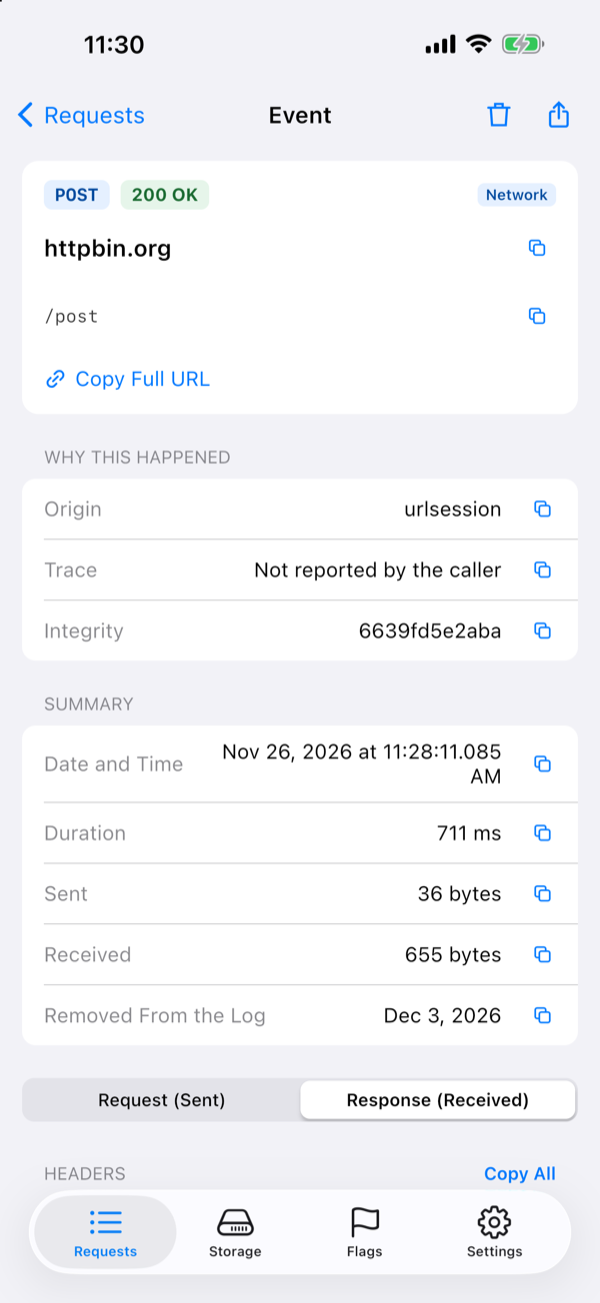 11:30
Requests
Event
POST
200 OK
Network
httpbin.org
/post
Copy Full URL
WHY THIS HAPPENED
Origin
urlsession
Trace
Not reported by the caller
Integrity
6639fd5e2aba
SUMMARY
Date and Time
Nov 26, 2026 at 11:28:11.085
AM
Duration
711 ms
Sent
36 bytes
Received
655 bytes
Removed From the Log
Dec 3, 2026
Request (Sent)
Response (Received)
HEADERS
Copy All
Requests
Storage
Flags
Settings